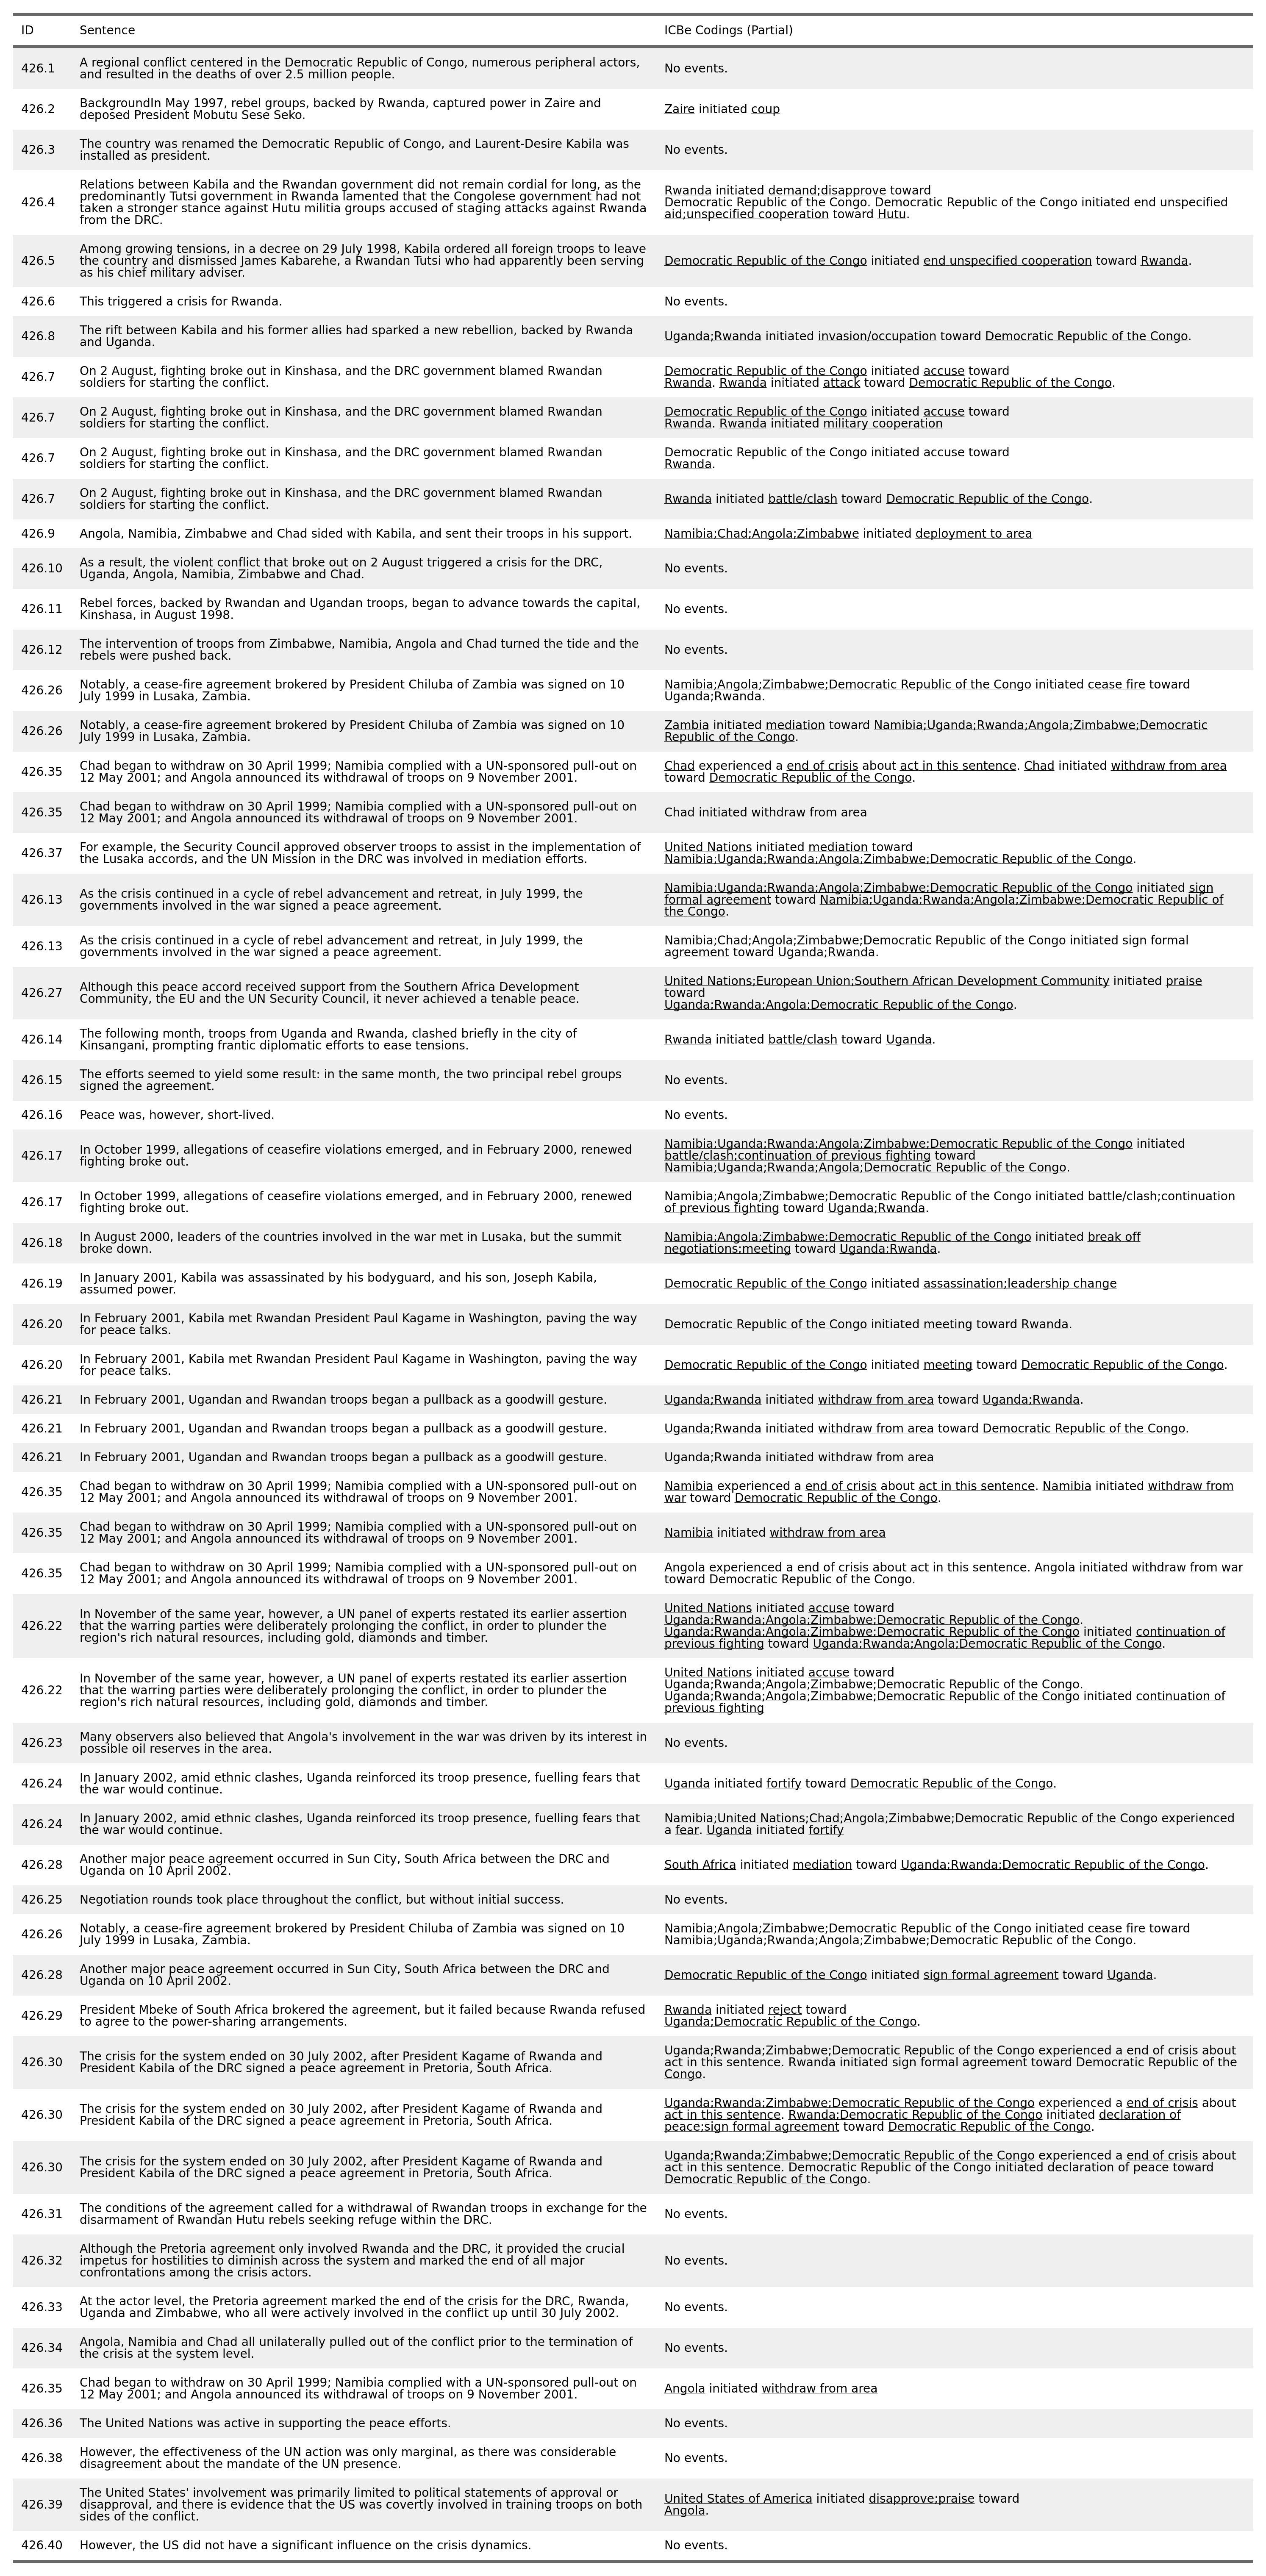 ID Sentence ICBe Codings (Partial)
426.1 A regional conflict centered in the Democratic Republic of Congo, numerous peripheral actors,
and resulted in the deaths of over 2.5 million people. No events.
426.2 BackgroundIn May 1997, rebel groups, backed by Rwanda, captured power in Zaire and
deposed President Mobutu Sese Seko. Zaire initiated coup
426.3 The country was renamed the Democratic Republic of Congo, and Laurent-Desire Kabila was
installed as president. No events.
426.4 Relations between Kabila and the Rwandan government did not remain cordial for long, as the
predominantly Tutsi government in Rwanda lamented that the Congolese government had not
taken a stronger stance against Hutu militia groups accused of staging attacks against Rwanda
from the DRC.
Rwanda initiated demand;disapprove toward
Democratic Republic of the Congo. Democratic Republic of the Congo initiated end unspecified
aid;unspecified cooperation toward Hutu.
426.5 Among growing tensions, in a decree on 29 July 1998, Kabila ordered all foreign troops to leave
the country and dismissed James Kabarehe, a Rwandan Tutsi who had apparently been serving
as his chief military adviser.
Democratic Republic of the Congo initiated end unspecified cooperation toward Rwanda.
426.6 This triggered a crisis for Rwanda. No events.
426.8 The rift between Kabila and his former allies had sparked a new rebellion, backed by Rwanda
and Uganda.
Uganda;Rwanda initiated invasion/occupation toward Democratic Republic of the Congo.
426.7 On 2 August, fighting broke out in Kinshasa, and the DRC government blamed Rwandan
soldiers for starting the conflict.
Democratic Republic of the Congo initiated accuse toward
Rwanda. Rwanda initiated attack toward Democratic Republic of the Congo.
426.7 On 2 August, fighting broke out in Kinshasa, and the DRC government blamed Rwandan
soldiers for starting the conflict.
Democratic Republic of the Congo initiated accuse toward
Rwanda. Rwanda initiated military cooperation
426.7 On 2 August, fighting broke out in Kinshasa, and the DRC government blamed Rwandan
soldiers for starting the conflict.
Democratic Republic of the Congo initiated accuse toward
Rwanda.
426.7 On 2 August, fighting broke out in Kinshasa, and the DRC government blamed Rwandan
soldiers for starting the conflict.
Rwanda initiated battle/clash toward Democratic Republic of the Congo.
426.9 Angola, Namibia, Zimbabwe and Chad sided with Kabila, and sent their troops in his support. Namibia;Chad;Angola;Zimbabwe initiated deployment to area
426.10 As a result, the violent conflict that broke out on 2 August triggered a crisis for the DRC,
Uganda, Angola, Namibia, Zimbabwe and Chad. No events.
426.11 Rebel forces, backed by Rwandan and Ugandan troops, began to advance towards the capital,
Kinshasa, in August 1998. No events.
426.12 The intervention of troops from Zimbabwe, Namibia, Angola and Chad turned the tide and the
rebels were pushed back. No events.
426.26 Notably, a cease-fire agreement brokered by President Chiluba of Zambia was signed on 10
July 1999 in Lusaka, Zambia.
Namibia;Angola;Zimbabwe;Democratic Republic of the Congo initiated cease fire toward
Uganda;Rwanda.
426.26 Notably, a cease-fire agreement brokered by President Chiluba of Zambia was signed on 10
July 1999 in Lusaka, Zambia.
Zambia initiated mediation toward Namibia;Uganda;Rwanda;Angola;Zimbabwe;Democratic
Republic of the Congo.
426.35 Chad began to withdraw on 30 April 1999; Namibia complied with a UN-sponsored pull-out on
12 May 2001; and Angola announced its withdrawal of troops on 9 November 2001.
Chad experienced a end of crisis about act in this sentence. Chad initiated withdraw from area
toward Democratic Republic of the Congo.
426.35 Chad began to withdraw on 30 April 1999; Namibia complied with a UN-sponsored pull-out on
12 May 2001; and Angola announced its withdrawal of troops on 9 November 2001.
Chad initiated withdraw from area
426.37 For example, the Security Council approved observer troops to assist in the implementation of
the Lusaka accords, and the UN Mission in the DRC was involved in mediation efforts.
United Nations initiated mediation toward
Namibia;Uganda;Rwanda;Angola;Zimbabwe;Democratic Republic of the Congo.
426.13 As the crisis continued in a cycle of rebel advancement and retreat, in July 1999, the
governments involved in the war signed a peace agreement.
Namibia;Uganda;Rwanda;Angola;Zimbabwe;Democratic Republic of the Congo initiated sign
formal agreement toward Namibia;Uganda;Rwanda;Angola;Zimbabwe;Democratic Republic of
the Congo.
426.13 As the crisis continued in a cycle of rebel advancement and retreat, in July 1999, the
governments involved in the war signed a peace agreement.
Namibia;Chad;Angola;Zimbabwe;Democratic Republic of the Congo initiated sign formal
agreement toward Uganda;Rwanda.
426.27 Although this peace accord received support from the Southern Africa Development
Community, the EU and the UN Security Council, it never achieved a tenable peace.
United Nations;European Union;Southern African Development Community initiated praise
toward
Uganda;Rwanda;Angola;Democratic Republic of the Congo.
426.14 The following month, troops from Uganda and Rwanda, clashed briefly in the city of
Kinsangani, prompting frantic diplomatic efforts to ease tensions.
Rwanda initiated battle/clash toward Uganda.
426.15 The efforts seemed to yield some result: in the same month, the two principal rebel groups
signed the agreement. No events.
426.16 Peace was, however, short-lived. No events.
426.17 In October 1999, allegations of ceasefire violations emerged, and in February 2000, renewed
fighting broke out.
Namibia;Uganda;Rwanda;Angola;Zimbabwe;Democratic Republic of the Congo initiated
battle/clash;continuation of previous fighting toward
Namibia;Uganda;Rwanda;Angola;Democratic Republic of the Congo.
426.17 In October 1999, allegations of ceasefire violations emerged, and in February 2000, renewed
fighting broke out.
Namibia;Angola;Zimbabwe;Democratic Republic of the Congo initiated battle/clash;continuation
of previous fighting toward Uganda;Rwanda.
426.18 In August 2000, leaders of the countries involved in the war met in Lusaka, but the summit
broke down.
Namibia;Angola;Zimbabwe;Democratic Republic of the Congo initiated break off
negotiations;meeting toward Uganda;Rwanda.
426.19 In January 2001, Kabila was assassinated by his bodyguard, and his son, Joseph Kabila,
assumed power.
Democratic Republic of the Congo initiated assassination;leadership change
426.20 In February 2001, Kabila met Rwandan President Paul Kagame in Washington, paving the way
for peace talks.
Democratic Republic of the Congo initiated meeting toward Rwanda.
426.20 In February 2001, Kabila met Rwandan President Paul Kagame in Washington, paving the way
for peace talks.
Democratic Republic of the Congo initiated meeting toward Democratic Republic of the Congo.
426.21 In February 2001, Ugandan and Rwandan troops began a pullback as a goodwill gesture. Uganda;Rwanda initiated withdraw from area toward Uganda;Rwanda.
426.21 In February 2001, Ugandan and Rwandan troops began a pullback as a goodwill gesture. Uganda;Rwanda initiated withdraw from area toward Democratic Republic of the Congo.
426.21 In February 2001, Ugandan and Rwandan troops began a pullback as a goodwill gesture. Uganda;Rwanda initiated withdraw from area
426.35 Chad began to withdraw on 30 April 1999; Namibia complied with a UN-sponsored pull-out on
12 May 2001; and Angola announced its withdrawal of troops on 9 November 2001.
Namibia experienced a end of crisis about act in this sentence. Namibia initiated withdraw from
war toward Democratic Republic of the Congo.
426.35 Chad began to withdraw on 30 April 1999; Namibia complied with a UN-sponsored pull-out on
12 May 2001; and Angola announced its withdrawal of troops on 9 November 2001.
Namibia initiated withdraw from area
426.35 Chad began to withdraw on 30 April 1999; Namibia complied with a UN-sponsored pull-out on
12 May 2001; and Angola announced its withdrawal of troops on 9 November 2001.
Angola experienced a end of crisis about act in this sentence. Angola initiated withdraw from war
toward Democratic Republic of the Congo.
426.22 In November of the same year, however, a UN panel of experts restated its earlier assertion
that the warring parties were deliberately prolonging the conflict, in order to plunder the
region's rich natural resources, including gold, diamonds and timber.
United Nations initiated accuse toward
Uganda;Rwanda;Angola;Zimbabwe;Democratic Republic of the Congo.
Uganda;Rwanda;Angola;Zimbabwe;Democratic Republic of the Congo initiated continuation of
previous fighting toward Uganda;Rwanda;Angola;Democratic Republic of the Congo.
426.22 In November of the same year, however, a UN panel of experts restated its earlier assertion
that the warring parties were deliberately prolonging the conflict, in order to plunder the
region's rich natural resources, including gold, diamonds and timber.
United Nations initiated accuse toward
Uganda;Rwanda;Angola;Zimbabwe;Democratic Republic of the Congo.
Uganda;Rwanda;Angola;Zimbabwe;Democratic Republic of the Congo initiated continuation of
previous fighting
426.23 Many observers also believed that Angola's involvement in the war was driven by its interest in
possible oil reserves in the area. No events.
426.24 In January 2002, amid ethnic clashes, Uganda reinforced its troop presence, fuelling fears that
the war would continue.
Uganda initiated fortify toward Democratic Republic of the Congo.
426.24 In January 2002, amid ethnic clashes, Uganda reinforced its troop presence, fuelling fears that
the war would continue.
Namibia;United Nations;Chad;Angola;Zimbabwe;Democratic Republic of the Congo experienced
a fear. Uganda initiated fortify
426.28 Another major peace agreement occurred in Sun City, South Africa between the DRC and
Uganda on 10 April 2002.
South Africa initiated mediation toward Uganda;Rwanda;Democratic Republic of the Congo.
426.25 Negotiation rounds took place throughout the conflict, but without initial success. No events.
426.26 Notably, a cease-fire agreement brokered by President Chiluba of Zambia was signed on 10
July 1999 in Lusaka, Zambia.
Namibia;Angola;Zimbabwe;Democratic Republic of the Congo initiated cease fire toward
Namibia;Uganda;Rwanda;Angola;Zimbabwe;Democratic Republic of the Congo.
426.28 Another major peace agreement occurred in Sun City, South Africa between the DRC and
Uganda on 10 April 2002.
Democratic Republic of the Congo initiated sign formal agreement toward Uganda.
426.29 President Mbeke of South Africa brokered the agreement, but it failed because Rwanda refused
to agree to the power-sharing arrangements.
Rwanda initiated reject toward
Uganda;Democratic Republic of the Congo.
426.30 The crisis for the system ended on 30 July 2002, after President Kagame of Rwanda and
President Kabila of the DRC signed a peace agreement in Pretoria, South Africa.
Uganda;Rwanda;Zimbabwe;Democratic Republic of the Congo experienced a end of crisis about
act in this sentence. Rwanda initiated sign formal agreement toward Democratic Republic of the
Congo.
426.30 The crisis for the system ended on 30 July 2002, after President Kagame of Rwanda and
President Kabila of the DRC signed a peace agreement in Pretoria, South Africa.
Uganda;Rwanda;Zimbabwe;Democratic Republic of the Congo experienced a end of crisis about
act in this sentence. Rwanda;Democratic Republic of the Congo initiated declaration of
peace;sign formal agreement toward Democratic Republic of the Congo.
426.30 The crisis for the system ended on 30 July 2002, after President Kagame of Rwanda and
President Kabila of the DRC signed a peace agreement in Pretoria, South Africa.
Uganda;Rwanda;Zimbabwe;Democratic Republic of the Congo experienced a end of crisis about
act in this sentence. Democratic Republic of the Congo initiated declaration of peace toward
Democratic Republic of the Congo.
426.31 The conditions of the agreement called for a withdrawal of Rwandan troops in exchange for the
disarmament of Rwandan Hutu rebels seeking refuge within the DRC. No events.
426.32 Although the Pretoria agreement only involved Rwanda and the DRC, it provided the crucial
impetus for hostilities to diminish across the system and marked the end of all major
confrontations among the crisis actors. No events.
426.33 At the actor level, the Pretoria agreement marked the end of the crisis for the DRC, Rwanda,
Uganda and Zimbabwe, who all were actively involved in the conflict up until 30 July 2002. No events.
426.34 Angola, Namibia and Chad all unilaterally pulled out of the conflict prior to the termination of
the crisis at the system level. No events.
426.35 Chad began to withdraw on 30 April 1999; Namibia complied with a UN-sponsored pull-out on
12 May 2001; and Angola announced its withdrawal of troops on 9 November 2001.
Angola initiated withdraw from area
426.36 The United Nations was active in supporting the peace efforts. No events.
426.38 However, the effectiveness of the UN action was only marginal, as there was considerable
disagreement about the mandate of the UN presence. No events.
426.39 The United States' involvement was primarily limited to political statements of approval or
disapproval, and there is evidence that the US was covertly involved in training troops on both
sides of the conflict.
United States of America initiated disapprove;praise toward
Angola.
426.40 However, the US did not have a significant influence on the crisis dynamics. No events.